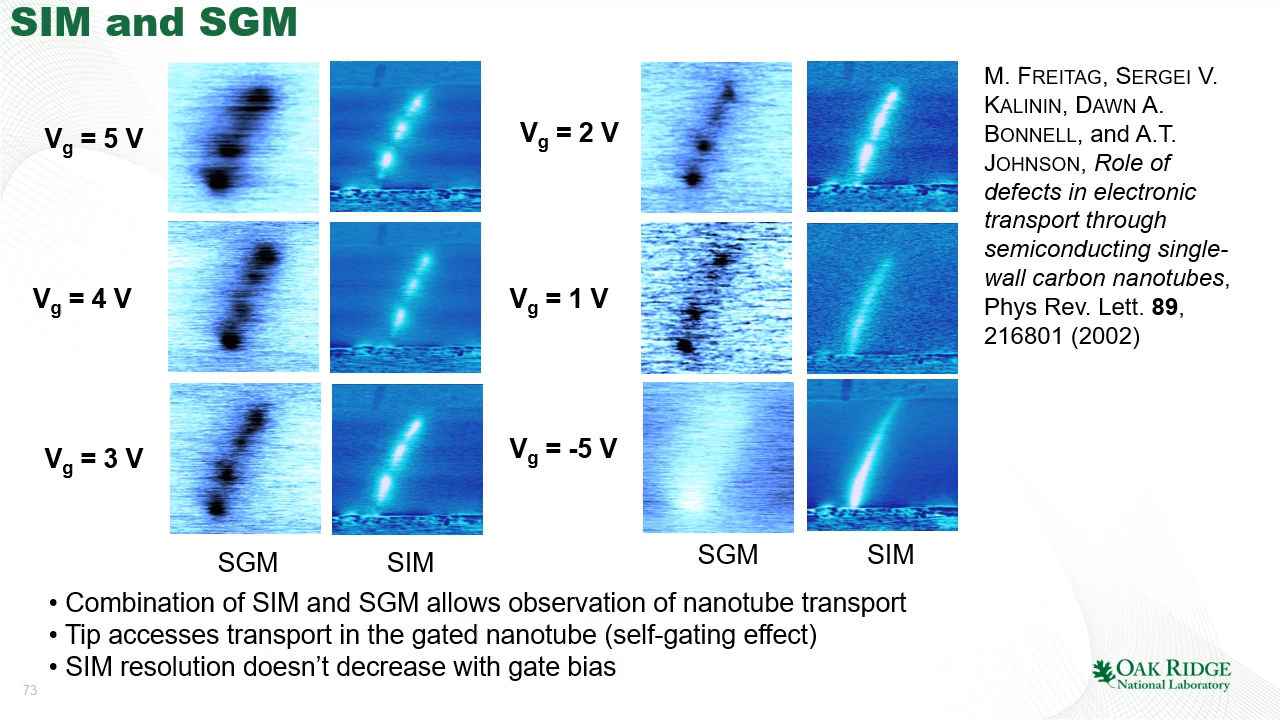 SIM and SGM
Vg = 5 V
Vg = 4 V
Vg = 3 V
SGM
SIM
Vg = 2 V
Vg = 1 V
Vg = -5 V
SGM
SIM
M. FREITAG, SERGEI V.
KALININ, DAWN A.
BONNELL, and A.T.
JOHNSON, Role of
defects in electronic
transport through
semiconducting single-
wall carbon nanotubes,
Phys Rev. Lett. 89,
216801 (2002)
• Combination of SIM and SGM allows observation of nanotube transport
• Tip accesses transport in the gated nanotube (self-gating effect)
• SIM resolution doesn’t decrease with gate bias
73
OAK RIDGE
National Laboratory